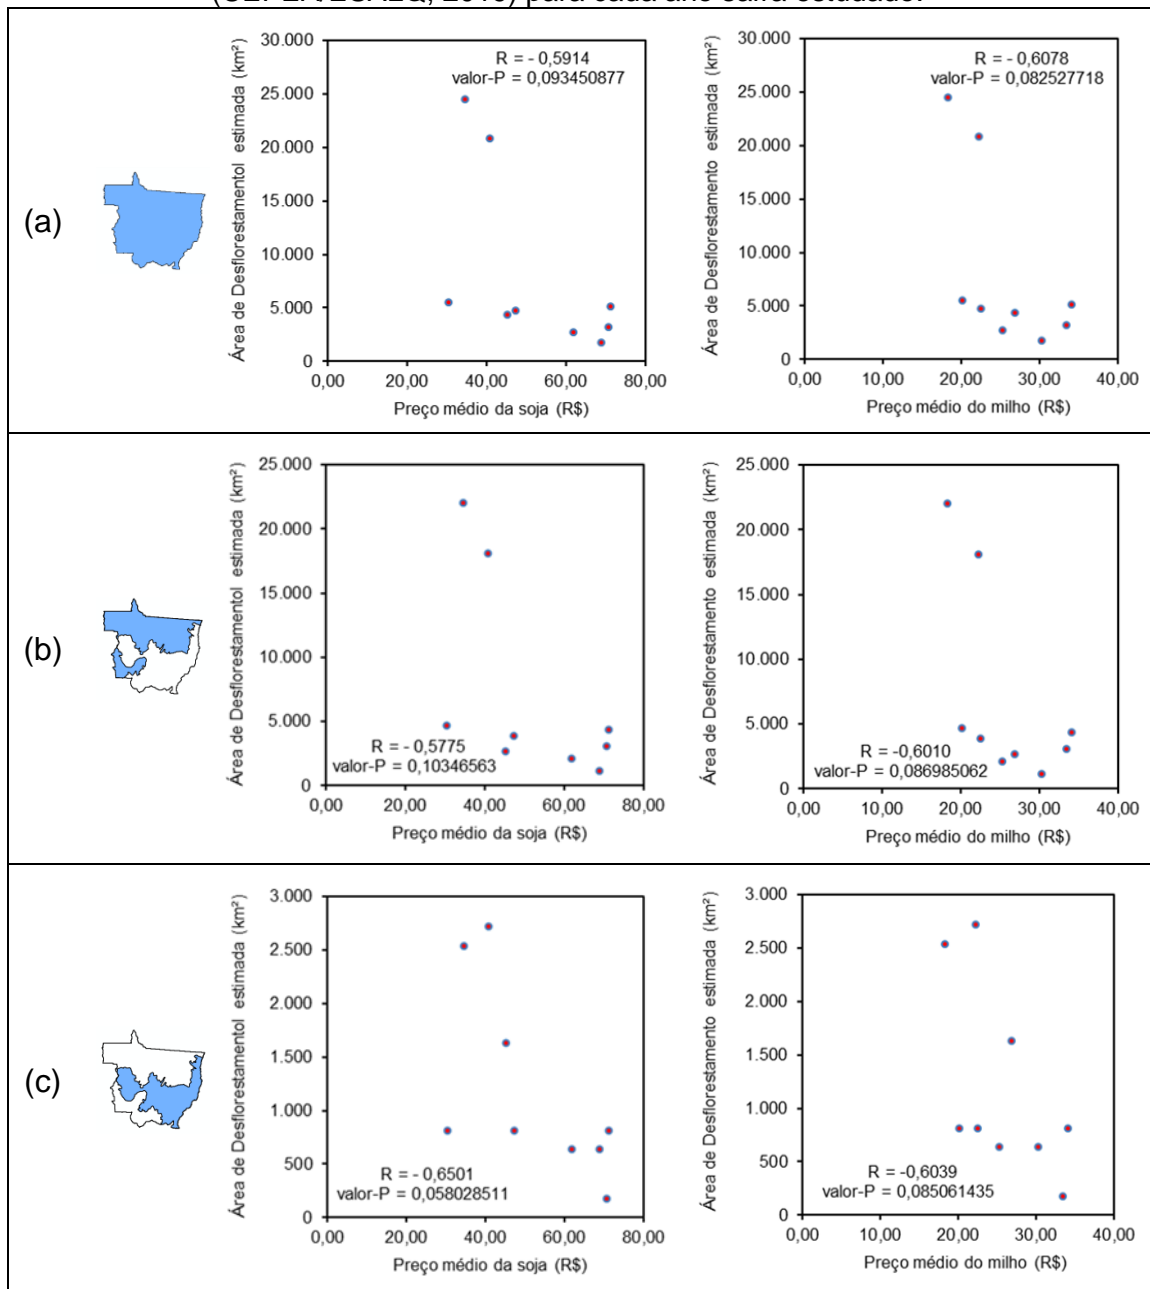 para cada ano safra estudado.
(a)
Área de Desflorestamentol estimada (km²)
30.000
25.000
20.000
15.000
10.000
5.000
0
R = - 0,5914
valor-P = 0,093450877
0,00 20,00 40,00 60,00 80,00
Preço médio da soja (R$)
Área de Desflorestamento estimada (km²)
30.000
25.000
20.000
15.000
10.000
5.000
0
R = - 0,6078
valor-P = 0,082527718
0,00 10,00 20,00 30,00 40,00
Preço médio do milho (R$)
(b)
Área de Desflorestamentol estimada (km²)
25.000
20.000
15.000
10.000
5.000
0
R = - 0,5775
valor-P = 0,10346563
0,00 20,00 40,00 60,00 80,00
Preço médio da soja (R$)
Área de Desflorestamento estimada (km²)
25.000
20.000
15.000
10.000
5.000
0
R = -0,6010
valor-P = 0,086985062
0,00 10,00 20,00 30,00 40,00
Preço médio do milho (R$)
(c)
Área de Desflorestamentol estimada (km²)
3.000
2.500
2.000
1.500
1.000
500
0
R = - 0,6501
valor-P = 0,058028511
0,00 20,00 40,00 60,00 80,00
Preço médio da soja (R$)
Área de Desflorestamento estimada (km²)
3.000
2.500
2.000
1.500
1.000
500
0
R = -0,6039
valor-P = 0,085061435
0,00 10,00 20,00 30,00 40,00
Preço médio do milho (R$)